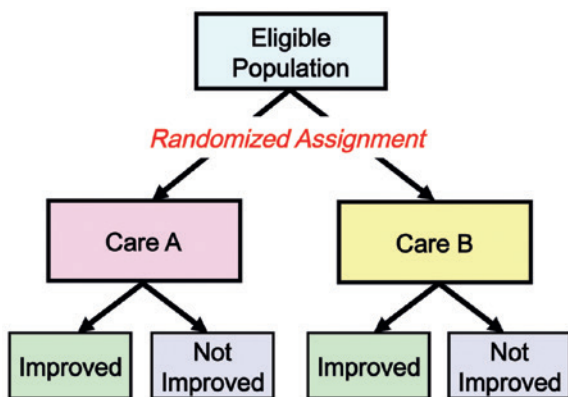 Eligible
Population
Randomized Assignment
Care A
Care B
Improved
Not
Improved
Improved
Not
Improved